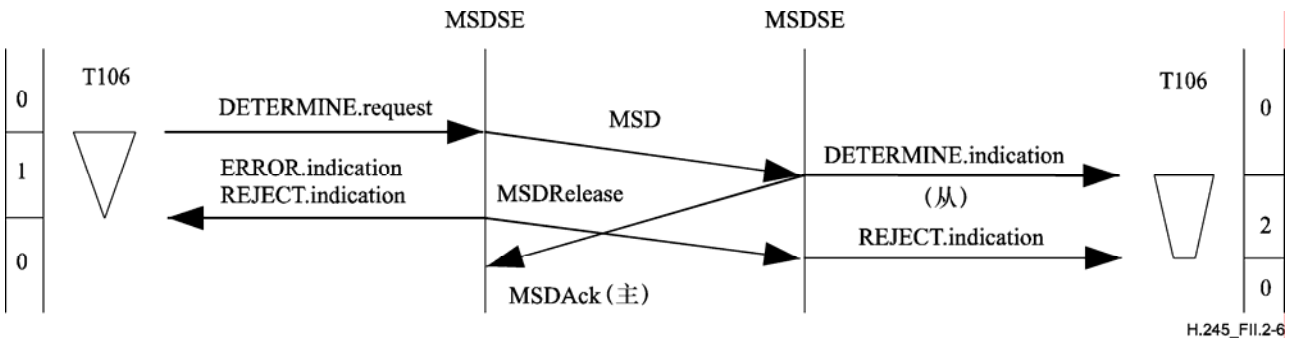 MSDSE
MSDSE
T106
T106
0
DETERMINE.request
MSD
0
1
ERROR.indication
REJECT.indication
MSDRelease
DETERMINE.indication
(从)
2
REJECT.indication
0
MSDAck (主)
0
H.245_FII.2-6